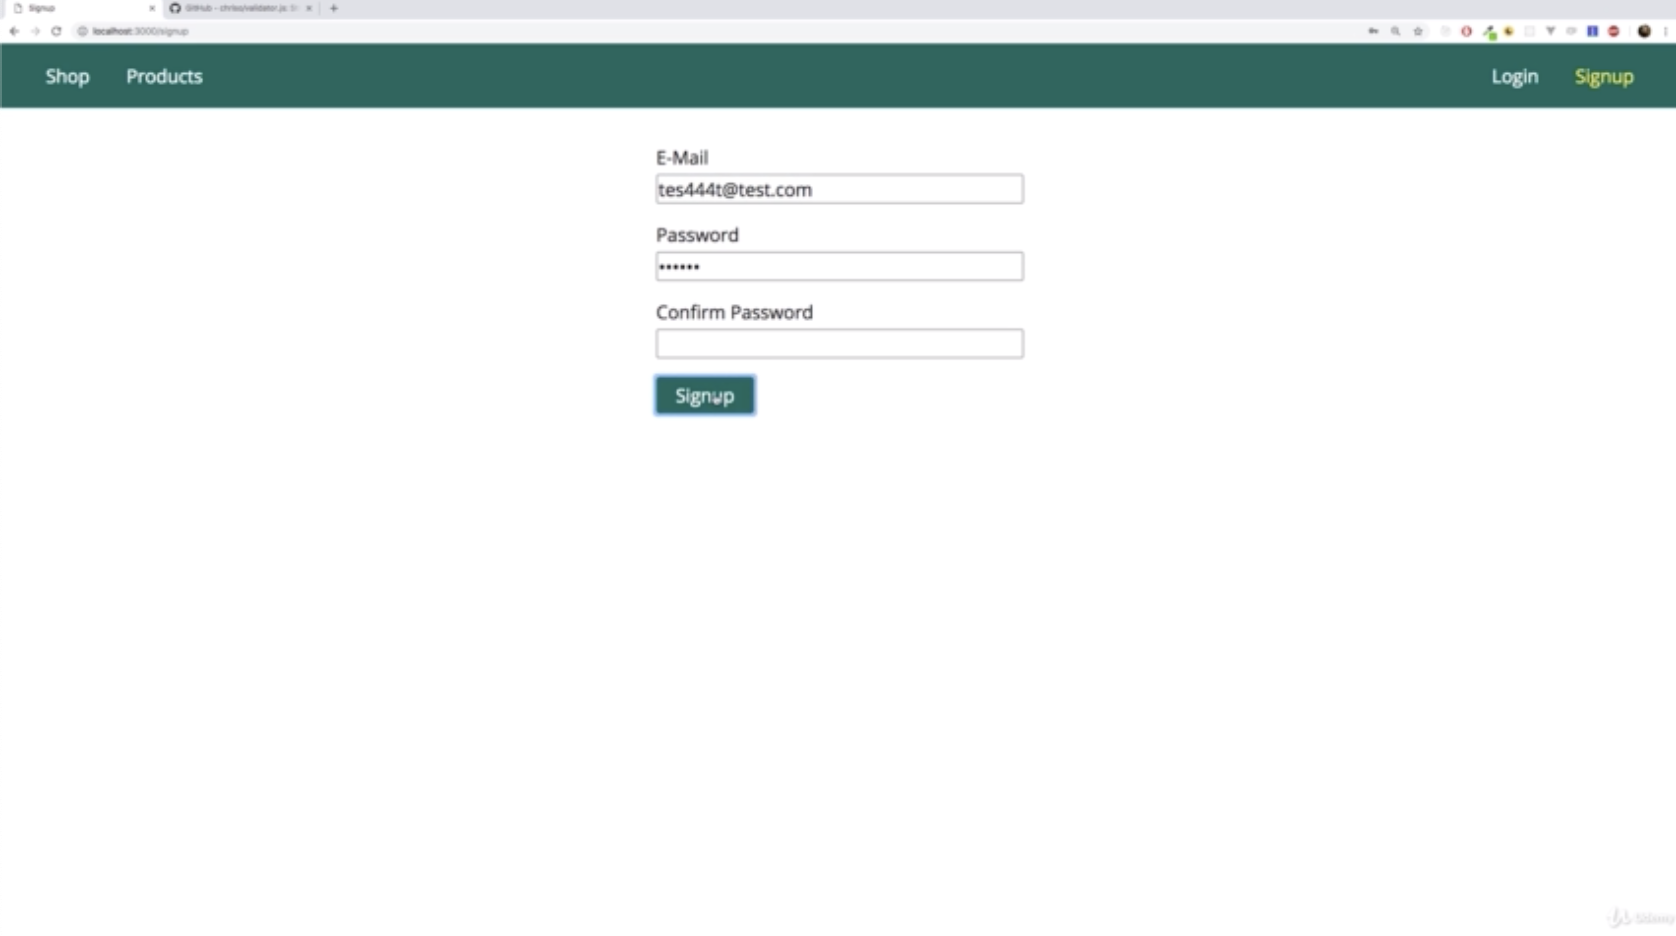 Signup
GitHub - chriso/validator.js: St
localhost:3000/signup
Shop Products Login Signup
E-Mail
tes444t@test.com
Password
••••••
Confirm Password
Signup
Udemy